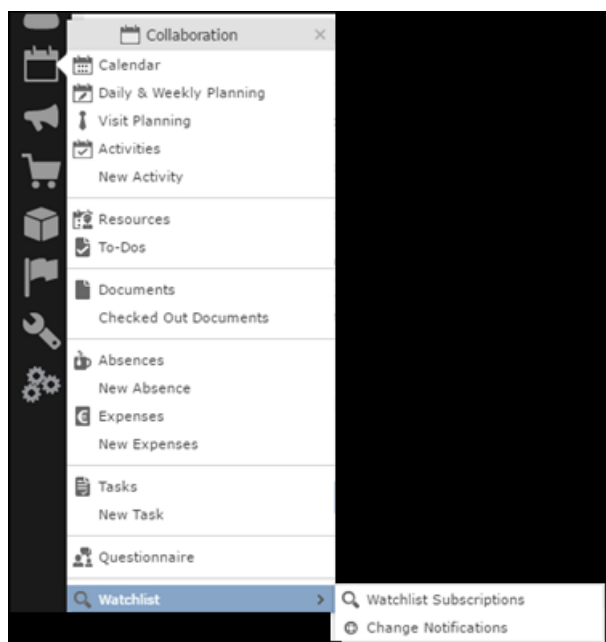 Collaboration
Calendar
Daily & Weekly Planning
Visit Planning
Activities
New Activity
Resources
To-Dos
Documents
Checked Out Documents
Absences
New Absence
Expenses
New Expenses
Tasks
New Task
Questionnaire
Watchlist
Watchlist Subscriptions
Change Notifications